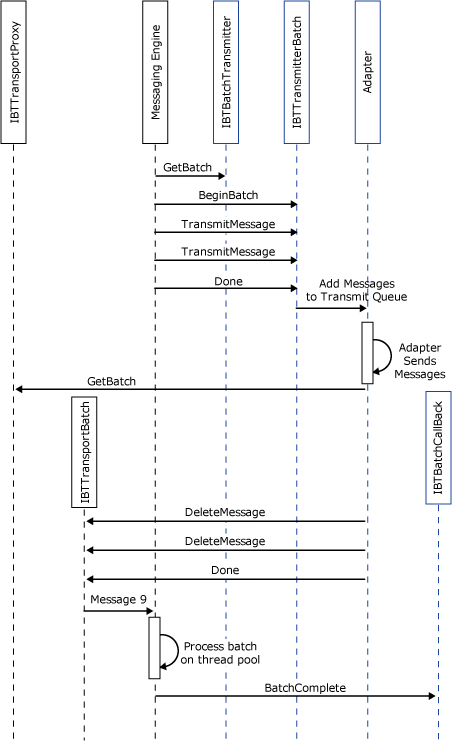 IBTTransportProxy
Messaging Engine
IBTBatchTransmitter
IBTTransmitterBatch
Adapter
GetBatch
BeginBatch
TransmitMessage
TransmitMessage
Done
Add Messages
to Transmit Queue
Adapter
Sends
Messages
GetBatch
IBTTransportBatch
IBTBatchCallBack
DeleteMessage
DeleteMessage
Done
Message 9
Process batch
on thread pool
BatchComplete